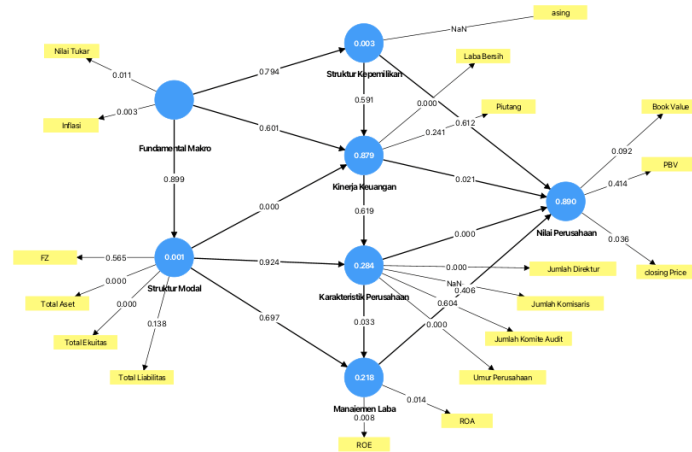 asing
NaN
0.003
Nilai Tukar
Laba Bersih
0.011
0.794
Struktur Kepemilikan
0.591
0.000
Piutang
Book Value
0.003
Inflasi
0.601
0.241
0.612
Fundamental Makro
0.879
0.092
PBV
0.899
Kinerja Keuangan
0.021
0.414
0.000
0.619
0.890
Nilai Perusahaan
0.000
0.036
FZ
0.565
0.001
0.924
0.284
0.000
Jumlah Direktur
closing Price
0.000
Struktur Modal
NaN
0.406
Total Aset
0.000
Karakteristik Perusahaan
0.604
Jumlah Komisaris
0.138
0.697
0.033
0.000
Jumlah Komite Audit
Total Ekuitas
Total Liabilitas
0.218
Umur Perusahaan
Manajemen Laba
0.014
0.008
ROA
ROE